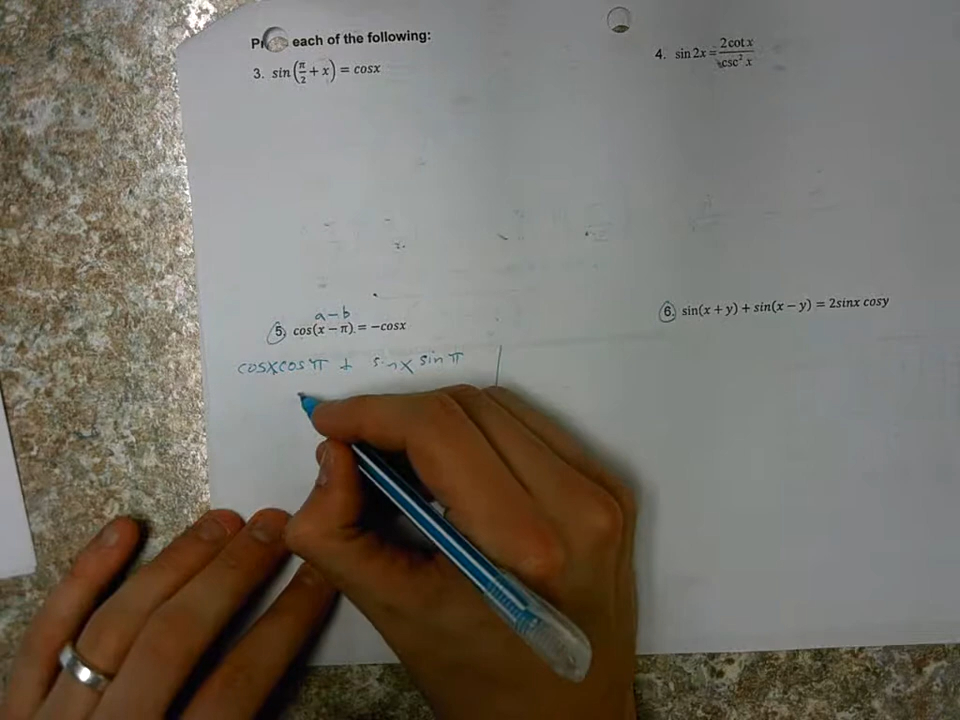 each of the following:
3. sin(π/2 + x) = cosx
4. sin 2x = 2cot x / csc² x
a-b
5. cos(x − π) = −cosx
cosxcosπ + sinx sinπ
6. sin(x + y) + sin(x − y) = 2sinx cosy